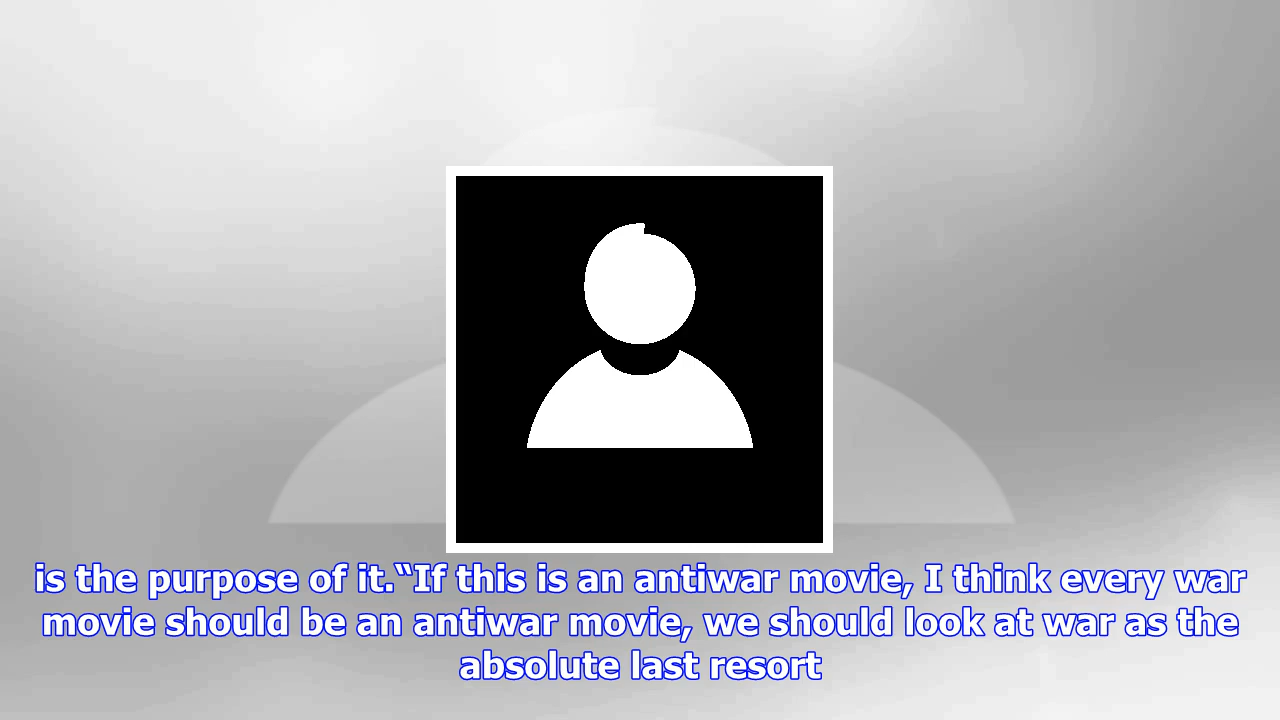 is the purpose of it.“If this is an antiwar movie, I think every war
movie should be an antiwar movie, we should look at war as the
absolute last resort